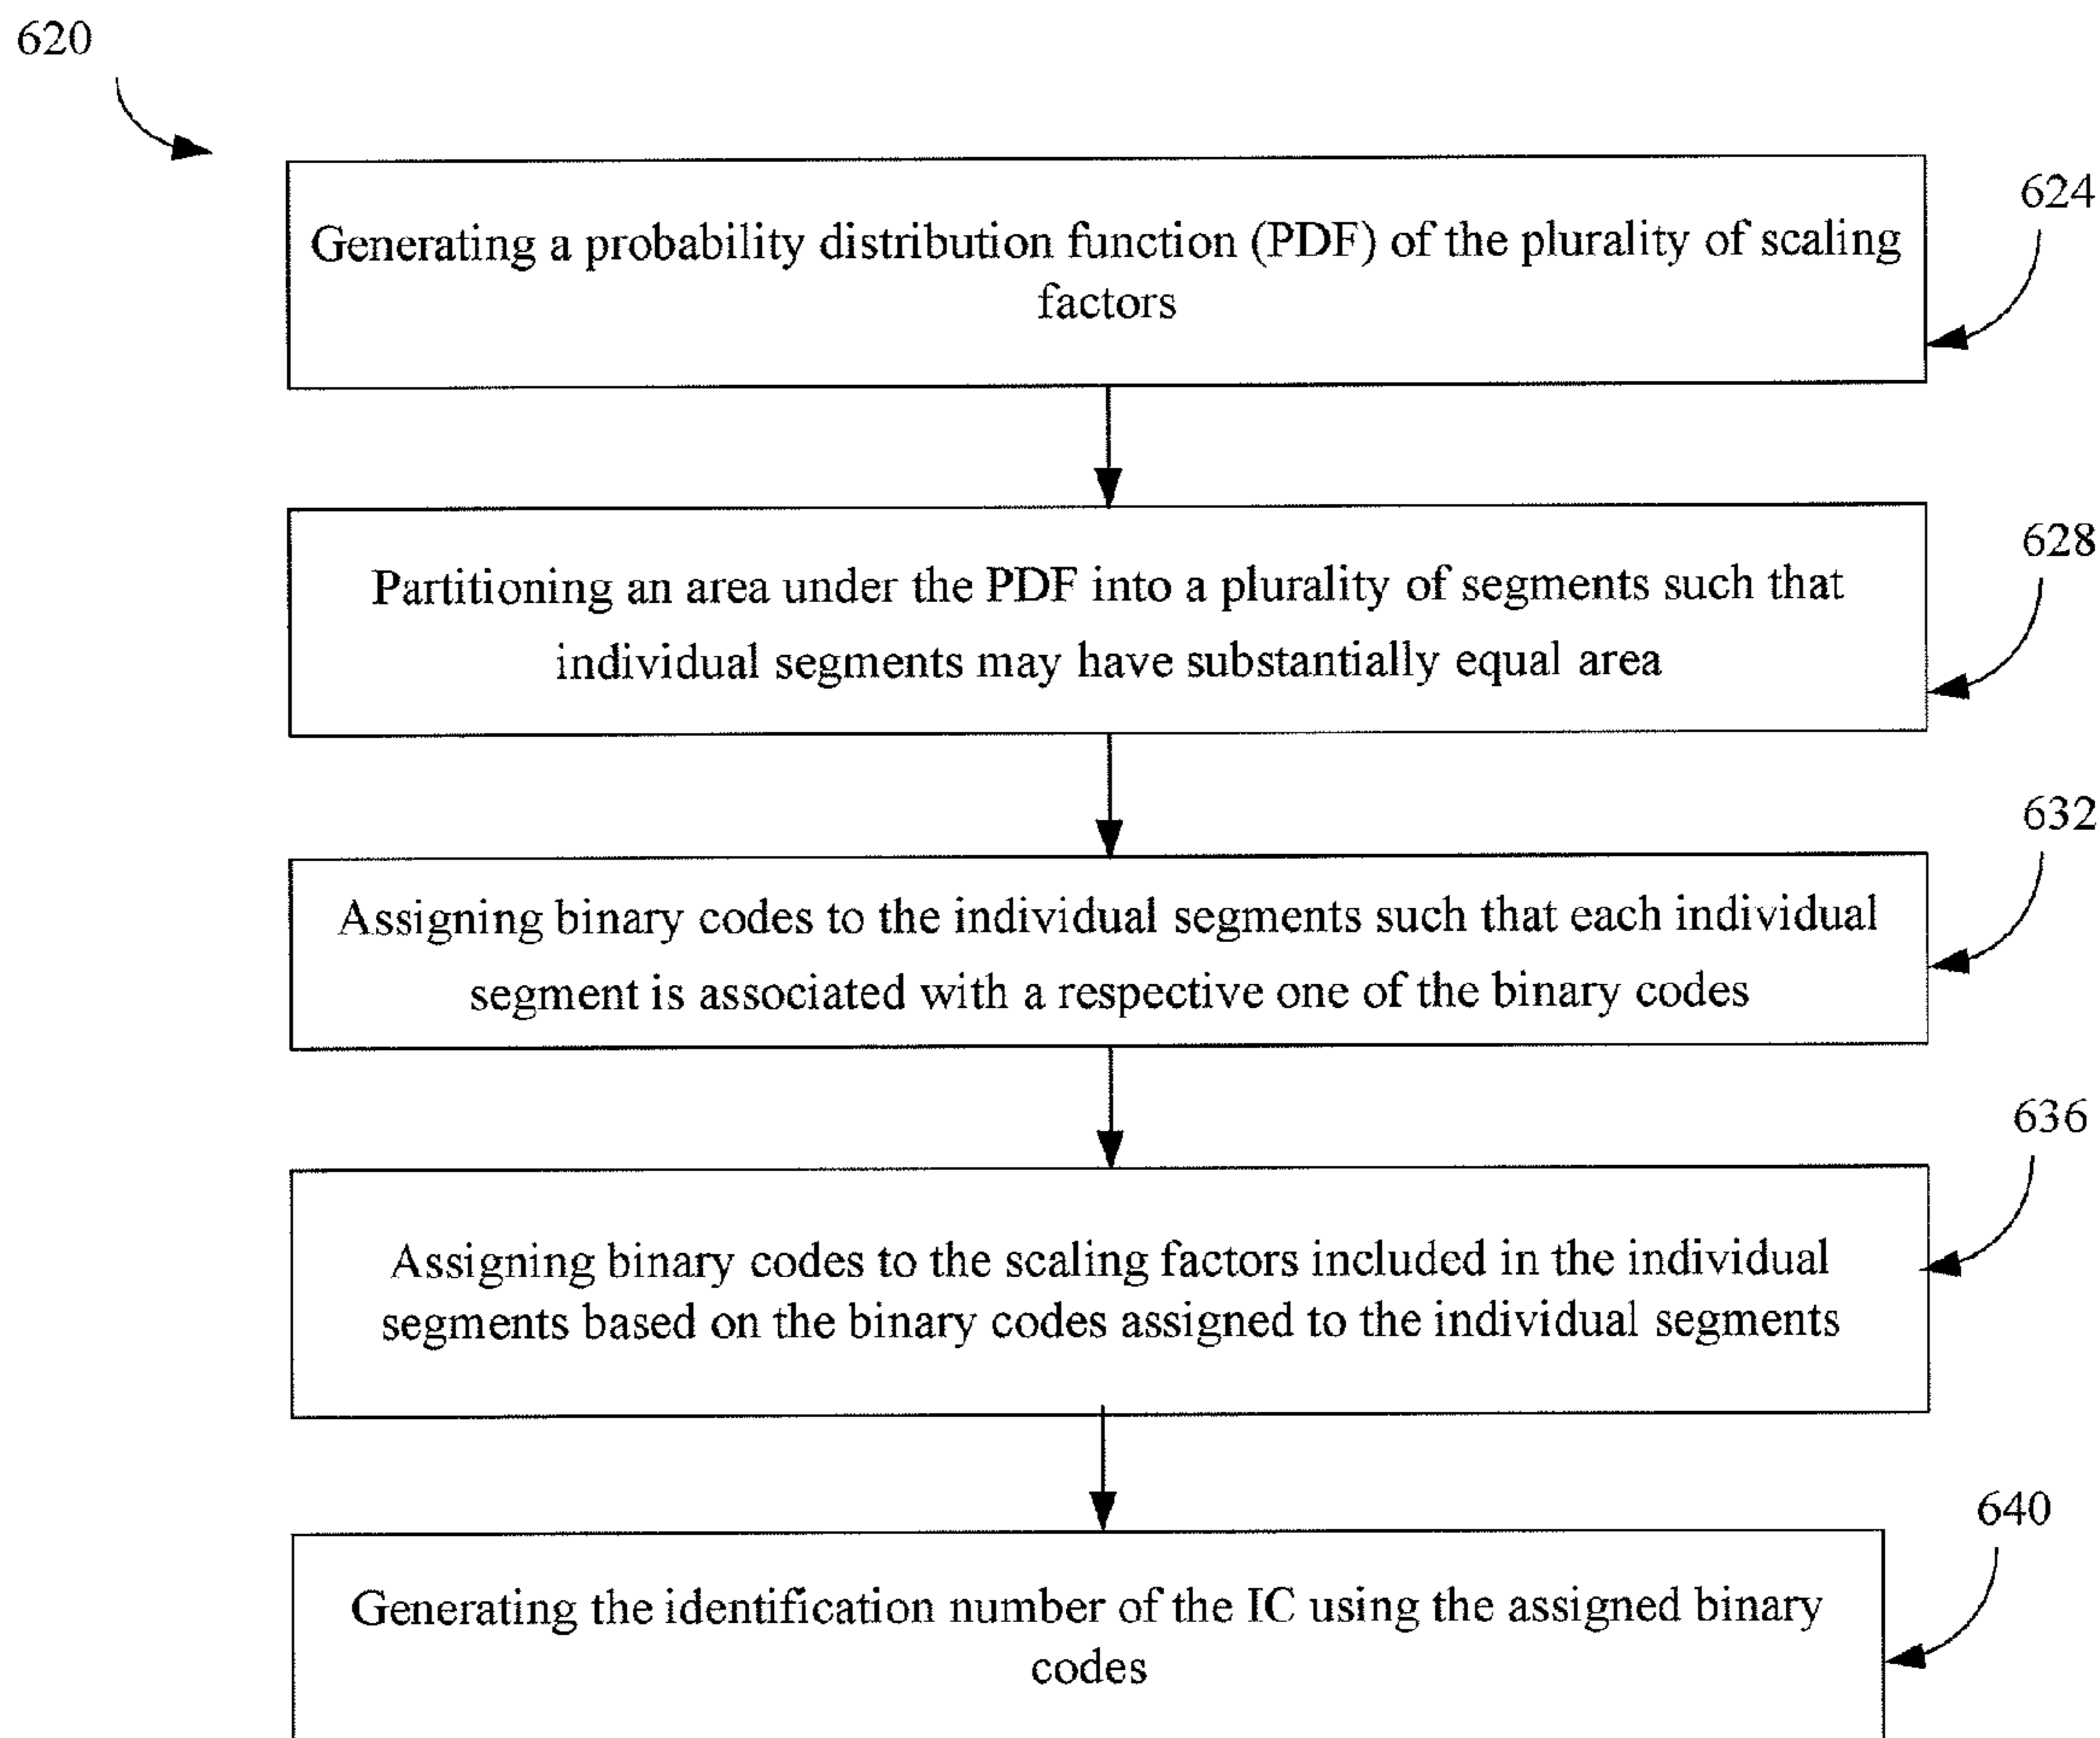 620
624
Generating a probability distribution function (PDF) of the plurality of scaling
factors
628
Partitioning an area under the PDF into a plurality of segments such that
individual segments may have substantially equal area
632
Assigning binary codes to the individual segments such that each individual
segment is associated with a respective one of the binary codes
636
Assigning binary codes to the scaling factors included in the individual
segments based on the binary codes assigned to the individual segments
640
Generating the identification number of the IC using the assigned binary
codes